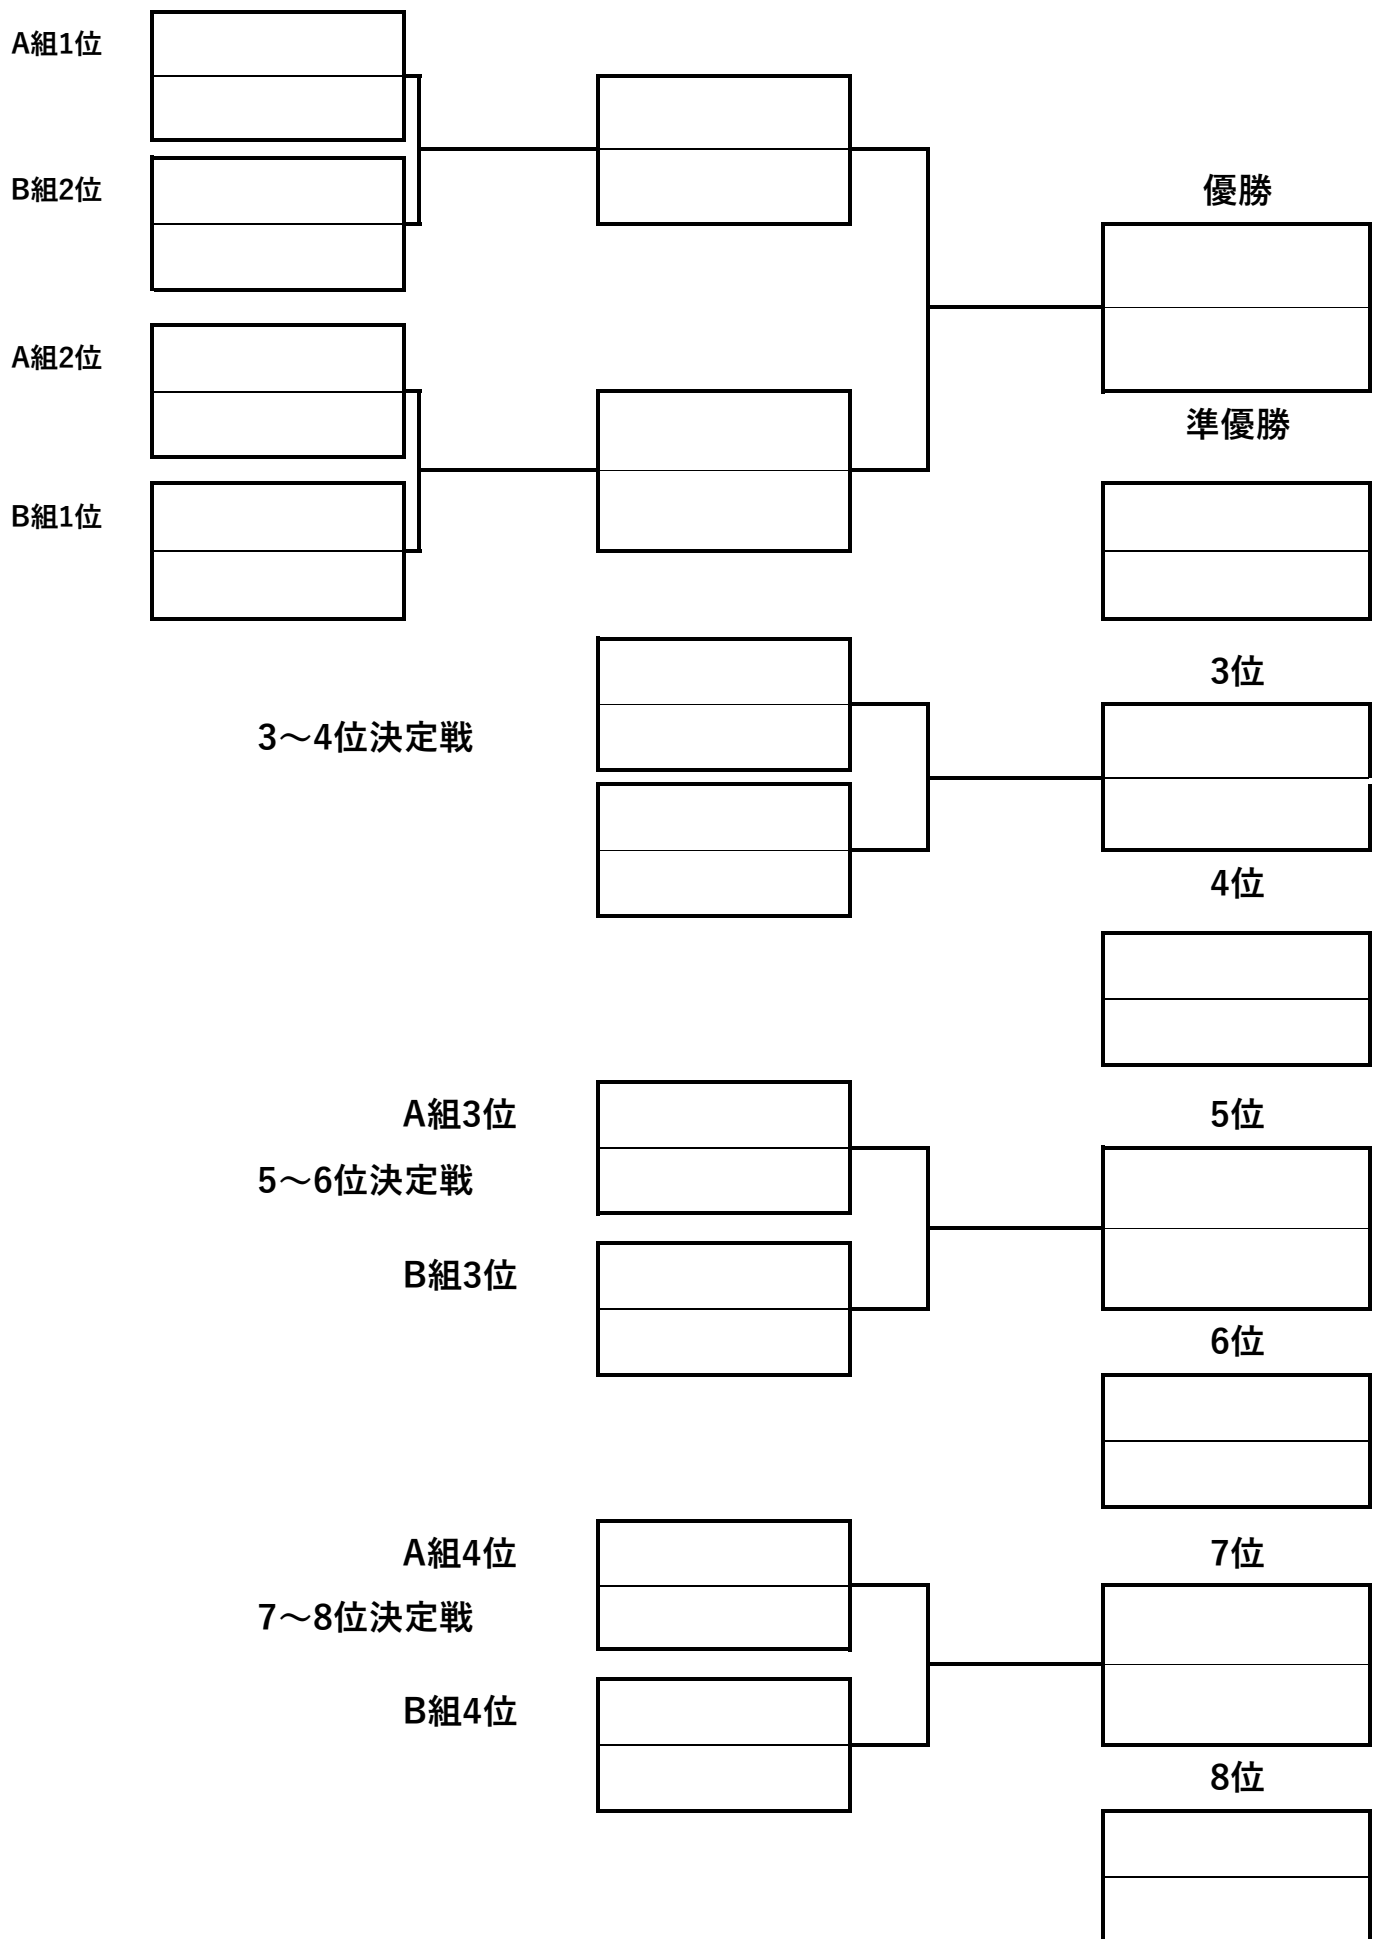 A組1位
B組2位
優勝
A組2位
準優勝
B組1位
3位
3～4位決定戦
4位
A組3位
5位
5～6位決定戦
B組3位
6位
A組4位
7位
7～8位決定戦
B組4位
8位